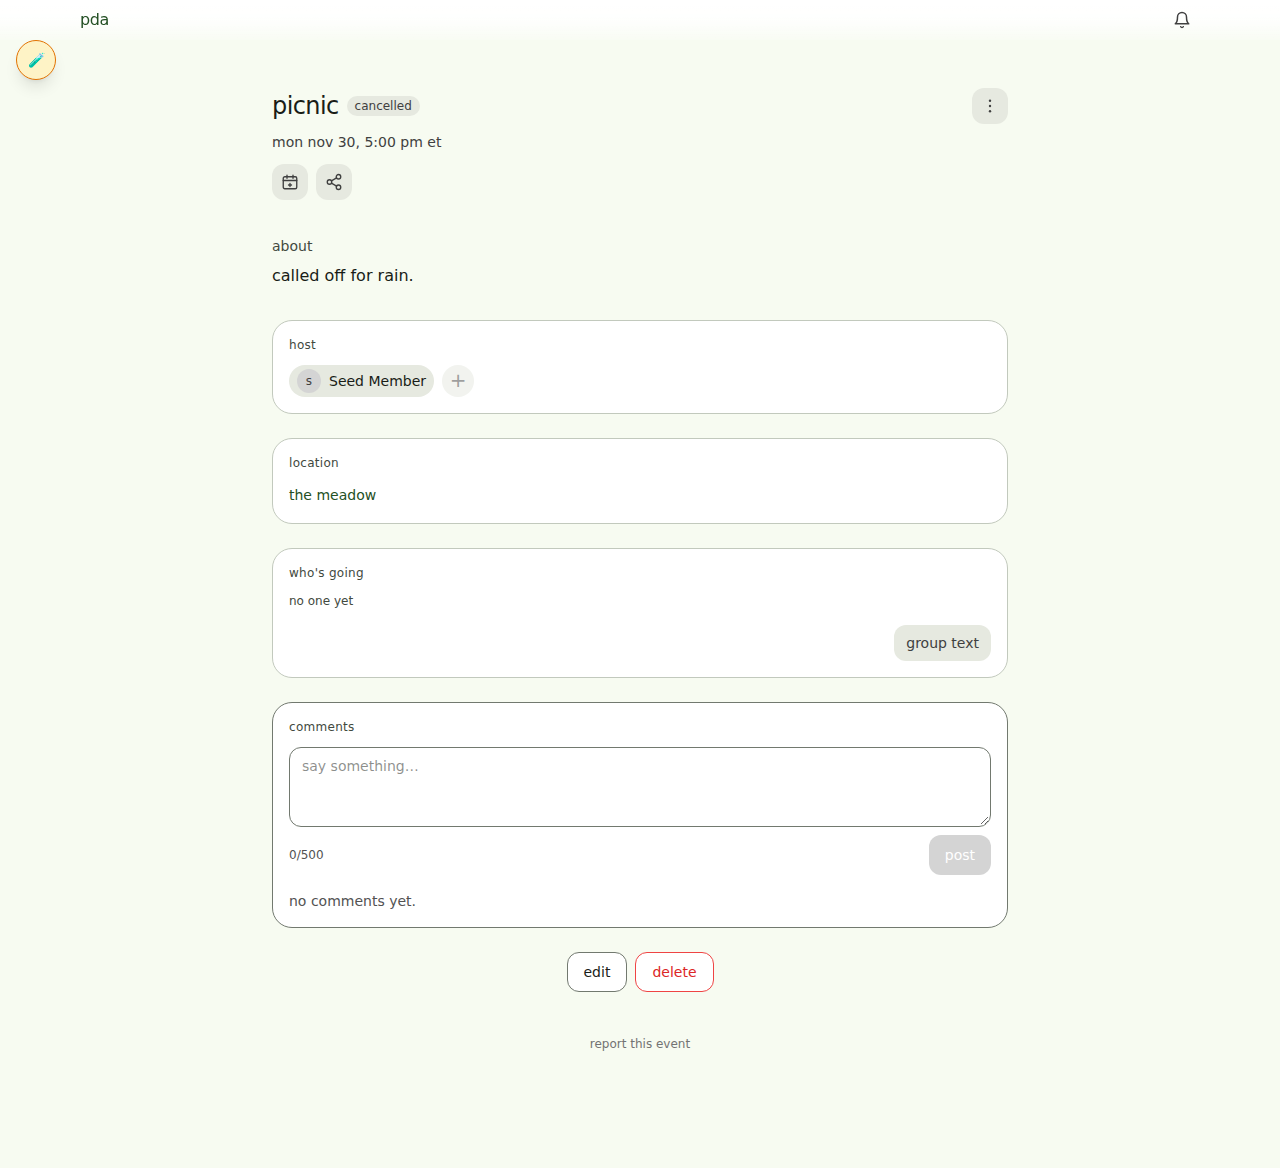 pda
picnic cancelled
mon nov 30, 5:00 pm et
about
called off for rain.
host
s Seed Member
location
the meadow
who's going
no one yet
group text
comments
say something…
0/500 post
no comments yet.
edit delete
report this event